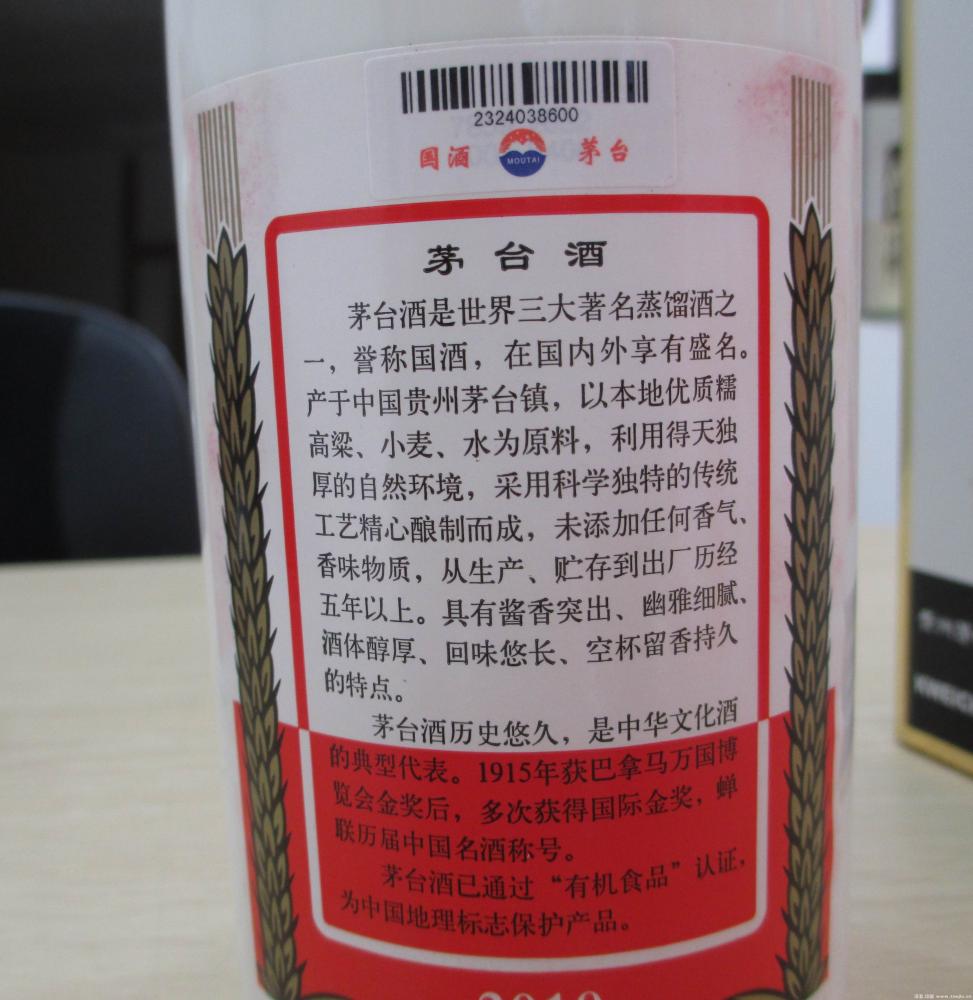 2324038600
国酒 MOUTAI 茅台
茅台酒
茅台酒是世界三大著名蒸馏酒之
一，誉称国酒，在国内外享有盛名。
产于中国贵州茅台镇，以本地优质糯
高粱、小麦、水为原料，利用得天独
厚的自然环境，采用科学独特的传统
工艺精心酿制而成，未添加任何香气、
香味物质，从生产、贮存到出厂历经
五年以上。具有酱香突出、幽雅细腻、
酒体醇厚、回味悠长、空杯留香持久
的特点。
茅台酒历史悠久，是中华文化酒
的典型代表。1915年获巴拿马万国博
览会金奖后，多次获得国际金奖，蝉
联历届中国名酒称号。
茅台酒已通过“有机食品”认证，
为中国地理标志保护产品。